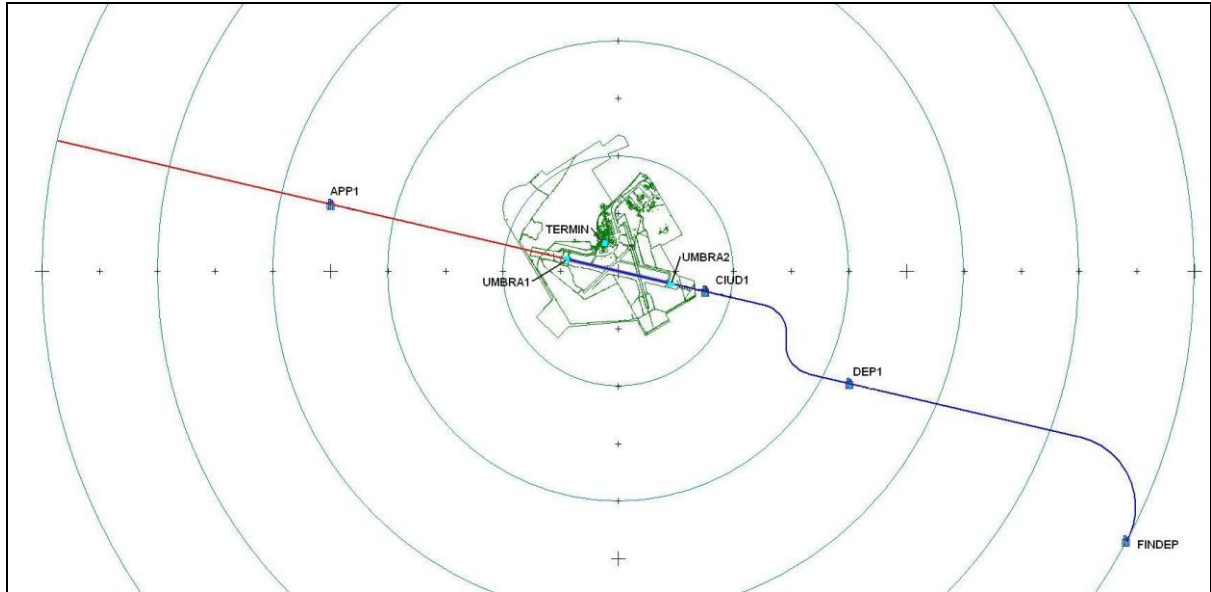 APP1
TERMIN
UMBRA1
UMBRA2
CIUD1
DEP1
FINDEP